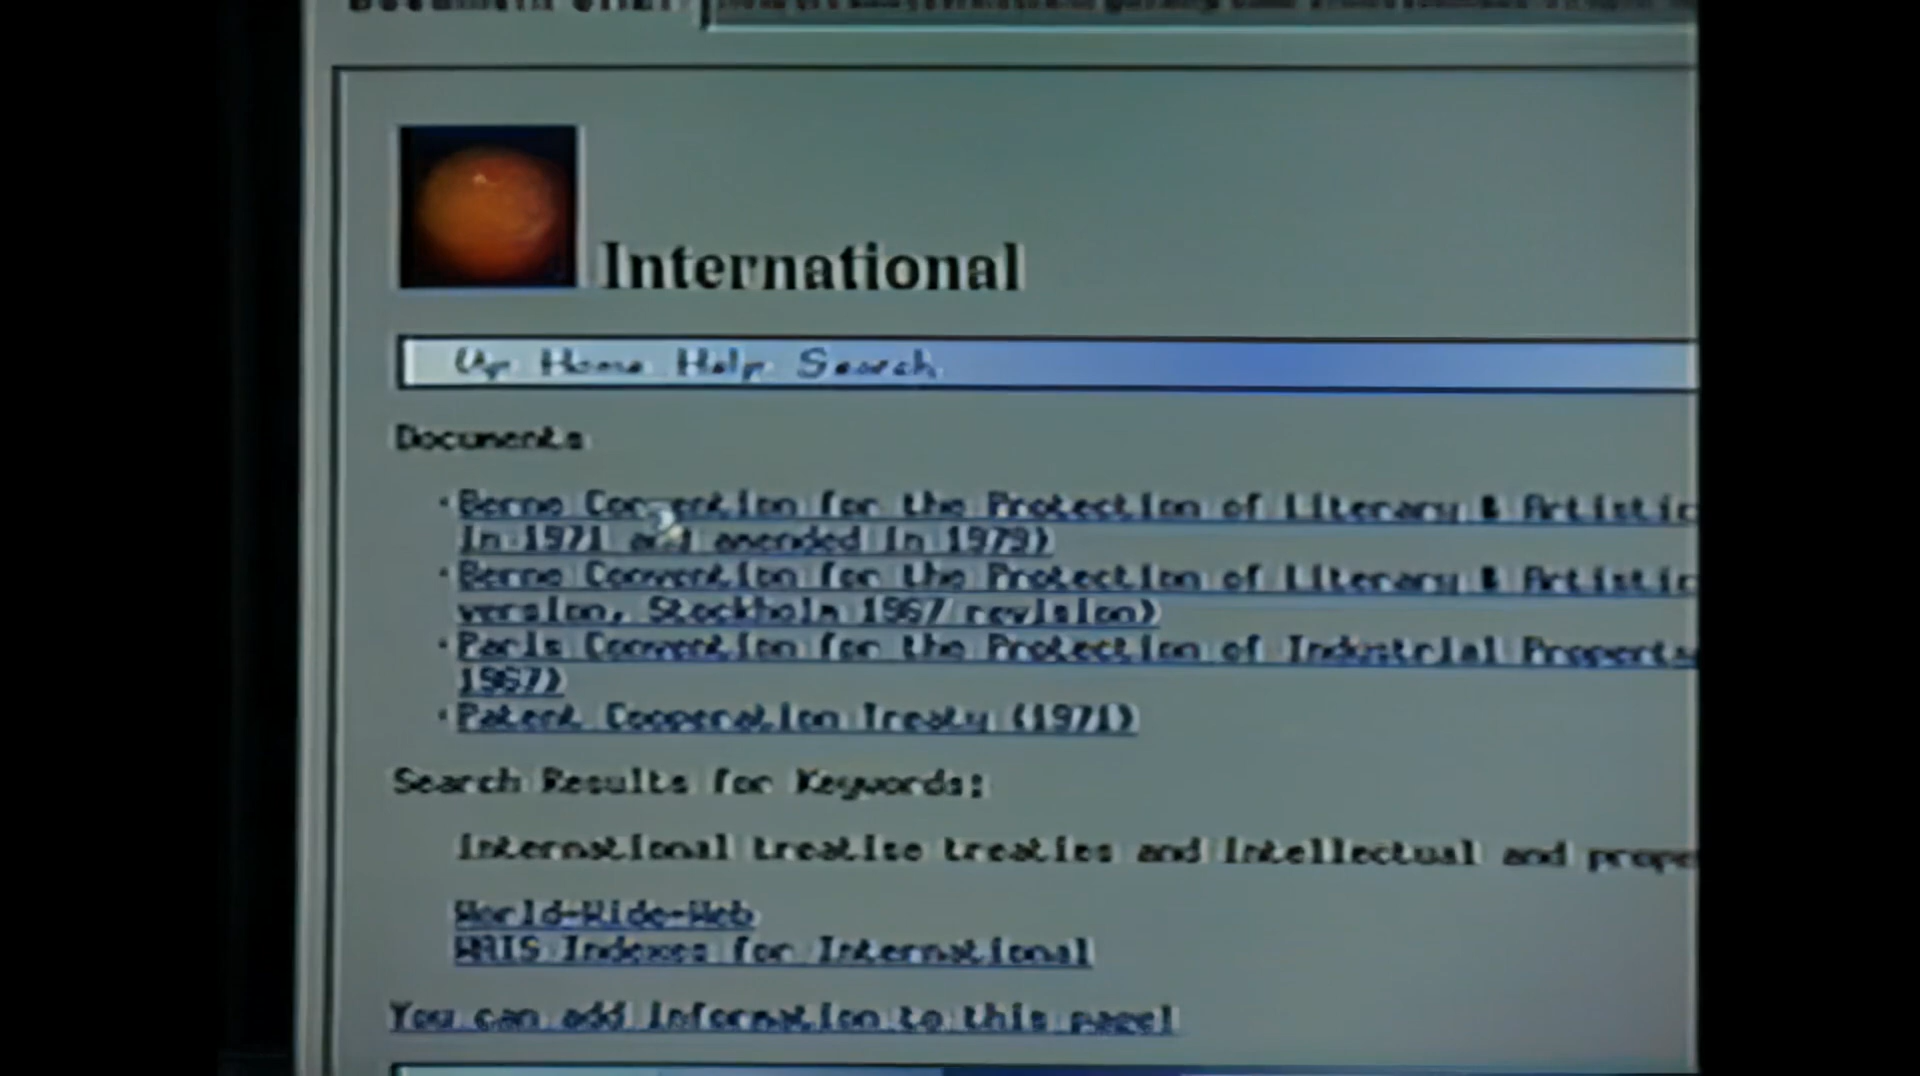 International
Up Home Help Search
Documents
Berne Convention for the Protection of Literary & Artistic
in 1971 and amended in 1979)
Berne Convention for the Protection of Literary & Artistic
version, Stockholm 1967 revision)
Paris Convention for the Protection of Industrial Property
1967)
Patent Cooperation Treaty (1971)
Search Results for Keywords:
international treatise treaties and intellectual and prope
World-Wide-Web
WAIS Indexes for International
You can add information to this page!